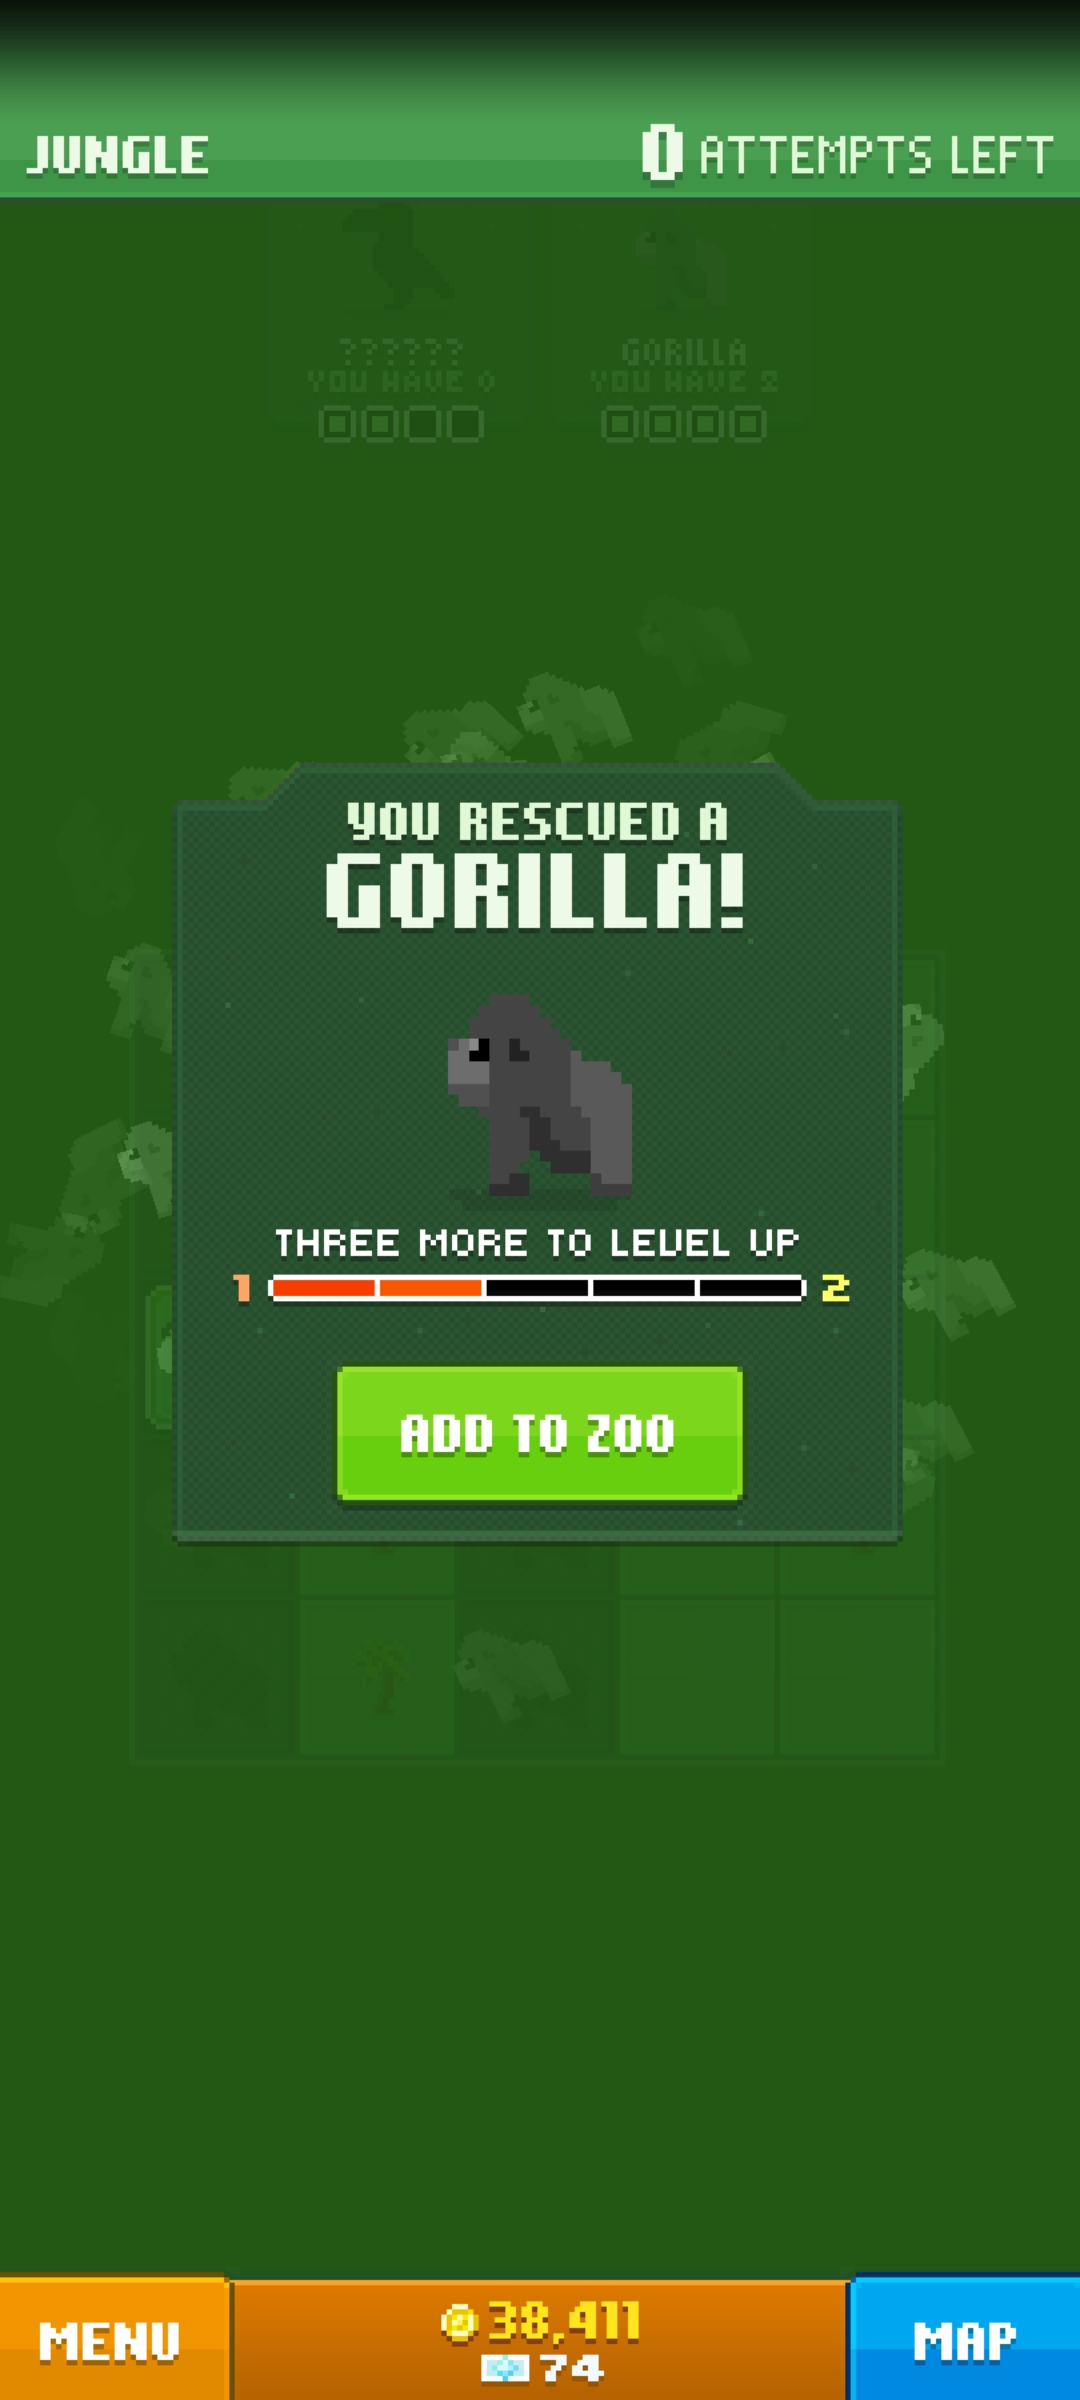 JUNGLE
0 ATTEMPTS LEFT
?????? GORILLA
YOU HAVE 0 YOU HAVE 2
YOU RESCUED A
GORILLA!
THREE MORE TO LEVEL UP
1 2
ADD TO ZOO
MENU
38,411
74
MAP